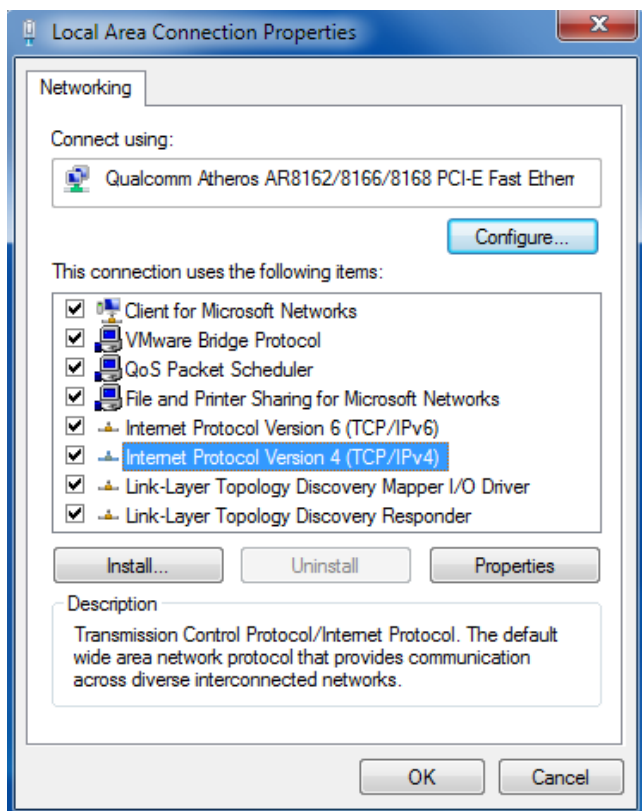 Local Area Connection Properties
Networking
Connect using:
Qualcomm Atheros AR8162/8166/8168 PCI-E Fast Ethern
Configure...
This connection uses the following items:
Client for Microsoft Networks
VMware Bridge Protocol
QoS Packet Scheduler
File and Printer Sharing for Microsoft Networks
Internet Protocol Version 6 (TCP/IPv6)
Internet Protocol Version 4 (TCP/IPv4)
Link-Layer Topology Discovery Mapper I/O Driver
Link-Layer Topology Discovery Responder
Install... Uninstall Properties
Description
Transmission Control Protocol/Internet Protocol. The default
wide area network protocol that provides communication
across diverse interconnected networks.
OK Cancel